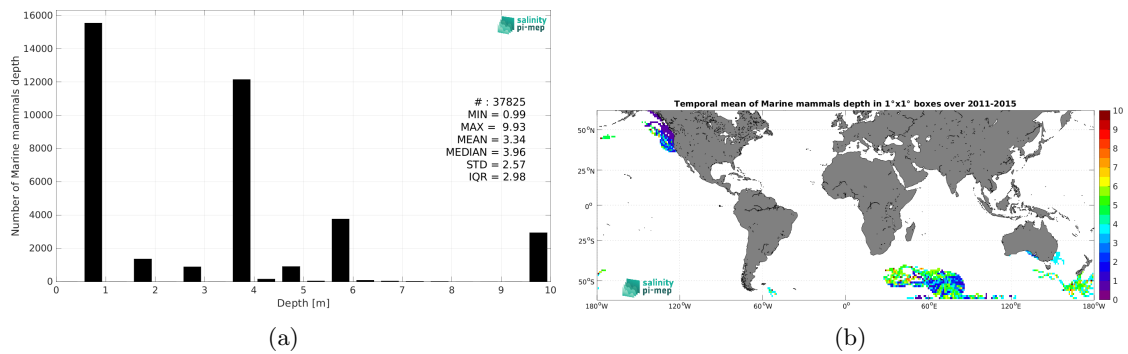 16000
14000
12000
10000
8000
6000
4000
2000
0
Number of Marine mammals depth
salinity
pi-mep
# : 37825
MIN = 0.99
MAX = 9.93
MEAN = 3.34
MEDIAN = 3.96
STD = 2.57
IQR = 2.98
0 1 2 3 4 5 6 7 8 9 10
Depth [m]
(a)
Temporal mean of Marine mammals depth in 1°x1° boxes over 2011-2015
50°N
25°N
0°
25°S
50°S
salinity
pi-mep
180°W 120°W 60°W 0° 60°E 120°E 180°E
10
9
8
7
6
5
4
3
2
1
0
(b)